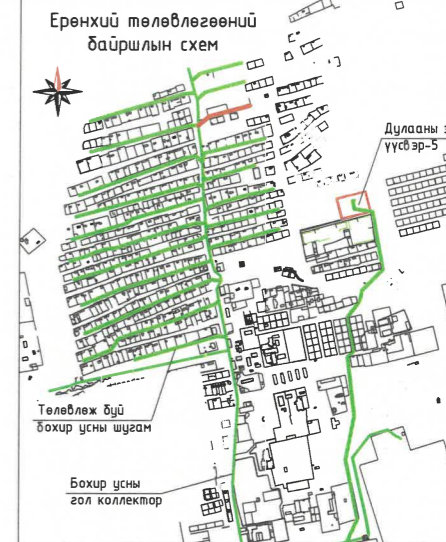 Ерөнхий төлөвлөгөөний
байршлын схем
Дулааны
үүсвэр-5
Төлөвлөж буй
бохир усны шугам
Бохир усны
гол коллектор